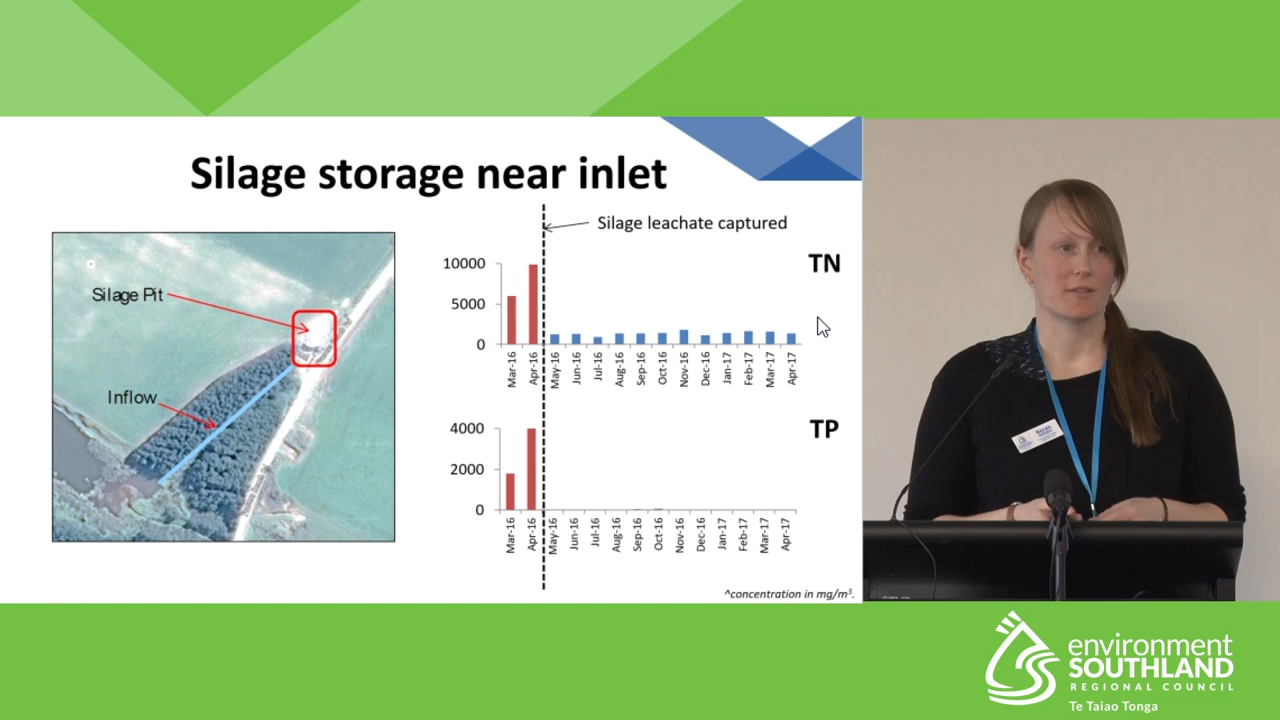 Silage storage near inlet
Silage leachate captured
Silage Pit
Inflow
TN
10000
5000
0
Mar-16
Apr-16
May-16
Jun-16
Jul-16
Aug-16
Sep-16
Oct-16
Nov-16
Dec-16
Jan-17
Feb-17
Mar-17
Apr-17
TP
4000
2000
0
Mar-16
Apr-16
May-16
Jun-16
Jul-16
Aug-16
Sep-16
Oct-16
Nov-16
Dec-16
Jan-17
Feb-17
Mar-17
Apr-17
^concentration in mg/m³.
environment
SOUTHLAND
REGIONAL COUNCIL
Te Taiao Tonga